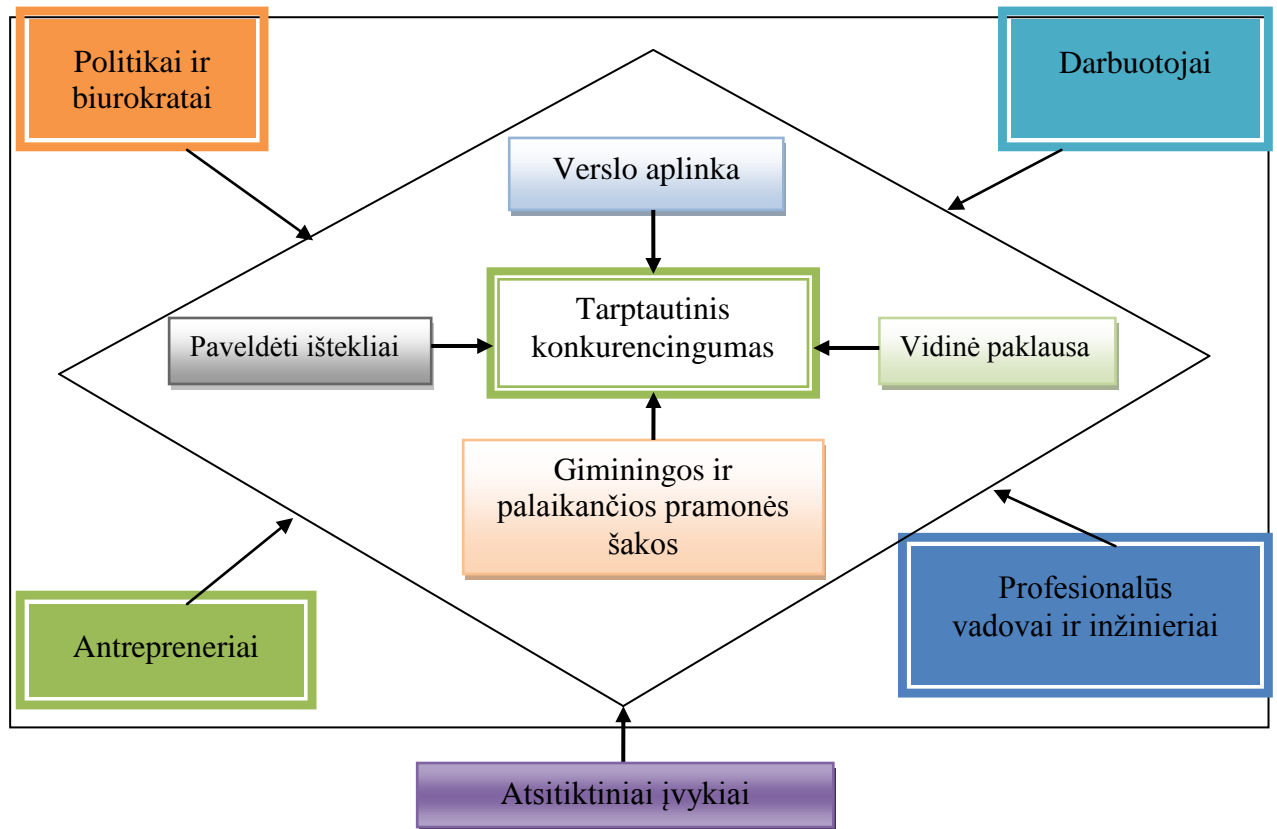 Politikai ir
biurokratai
Darbuotojai
Verslo aplinka
Tarptautinis
konkurencingumas
Paveldėti ištekliai
Vidinė paklausa
Giminingos ir
palaikančios pramonės
šakos
Antrepreneriai
Profesionalūs
vadovai ir inžinieriai
Atsitiktiniai įvykiai